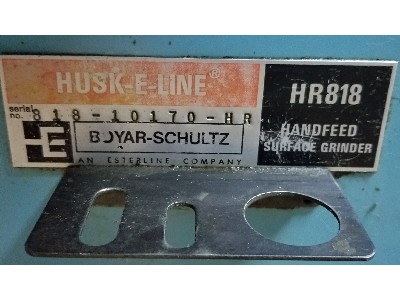 HUSK-E-LINE®
serial no. 818-10170-HR
BOYAR-SCHULTZ
AN ESTERLINE COMPANY
HR818
HANDFEED
SURFACE GRINDER